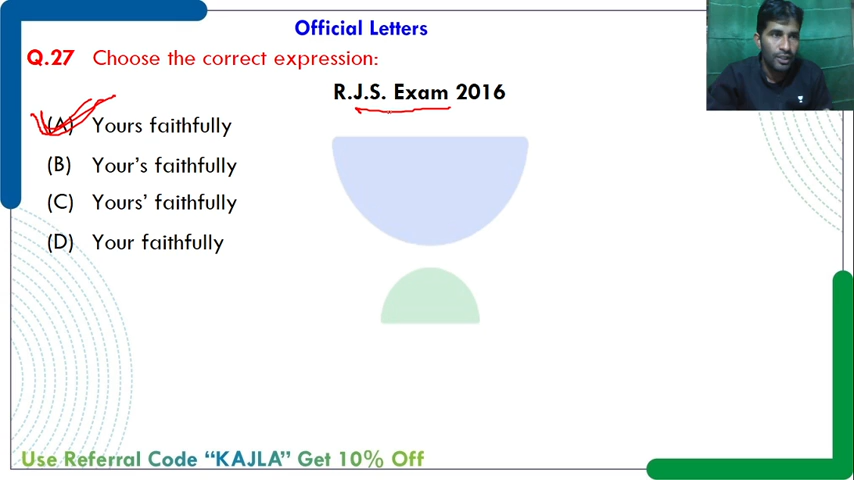 Official Letters
Q.27 Choose the correct expression:
R.J.S. Exam 2016
(A) Yours faithfully
(B) Your’s faithfully
(C) Yours’ faithfully
(D) Your faithfully
Use Referral Code “KAJLA” Get 10% Off